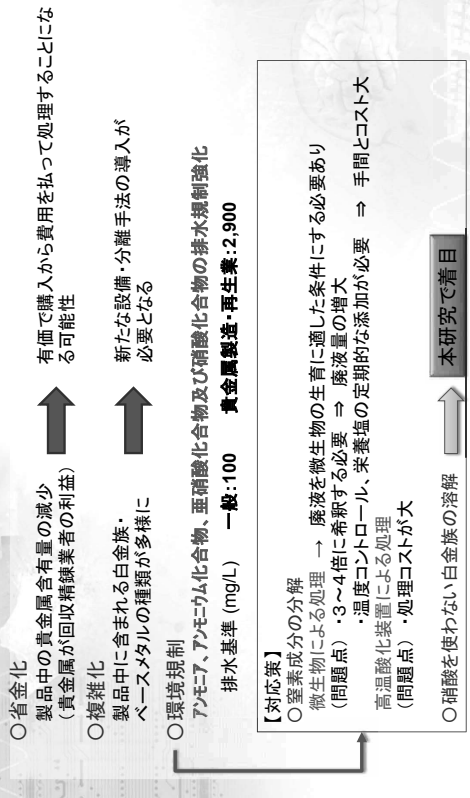 ○省金化
製品中の貴金属含有量の減少
(貴金属が回収精錬業者の利益)
有価で購入から費用を払って処理することにな
る可能性
○複雑化
製品中に含まれる白金族・
ベースメタルの種類が多様に
新たな設備・分離手法の導入が
必要となる
○環境規制
アンモニア、アンモニウム化合物、亜硝酸化合物及び硝酸化合物の排水規制強化
排水基準 (mg/L) 一般:100 貴金属製造・再生業:2,900
【対応策】
○窒素成分の分解
微生物による処理 → 廃液を微生物の生育に適した条件にする必要あり
(問題点) ・3~4倍に希釈する必要 ⇒ 廃液量の増大
・温度コントロール、栄養塩の定期的な添加が必要 ⇒ 手間とコスト大
高温酸化装置による処理
(問題点) ・処理コストが大
○硝酸を使わない白金族の溶解
本研究で着目